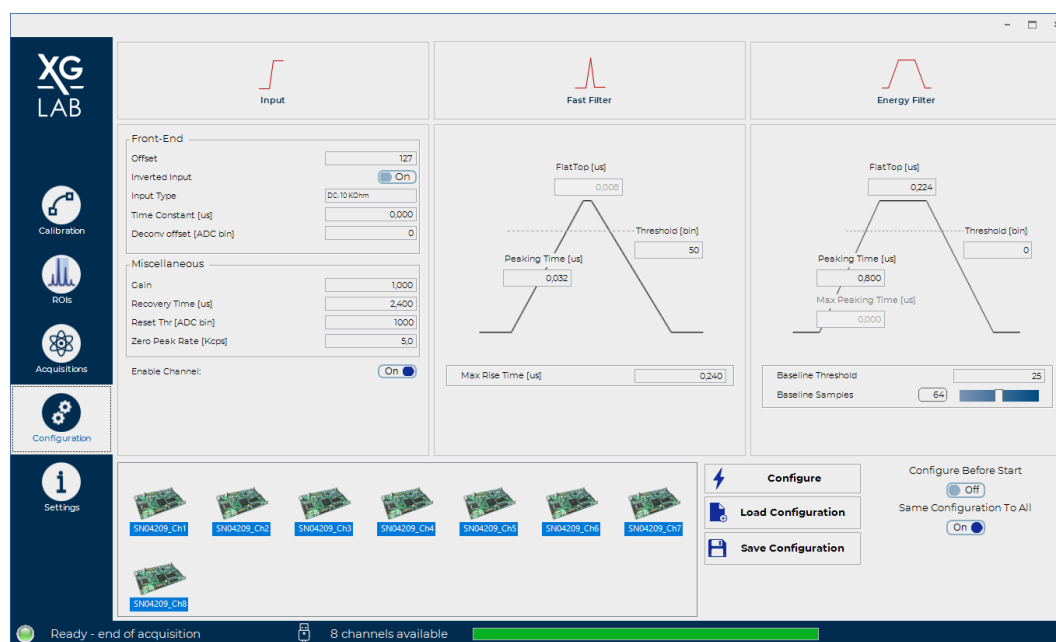 XG
LAB
Calibration
ROIs
Acquisitions
Configuration
Settings
Input
Fast Filter
Energy Filter
Front-End
Offset 127
Inverted Input On
Input Type DC:10 KOhm
Time Constant [us] 0,000
Deconv offset [ADC bin] 0
Miscellaneous
Gain 1,000
Recovery Time [us] 2,400
Reset Thr [ADC bin] 1000
Zero Peak Rate [Kcps] 5,0
Enable Channel: On
FlatTop [us]
0,008
Threshold [bin]
50
Peaking Time [us]
0,032
Max Rise Time [us] 0,240
FlatTop [us]
0,224
Threshold [bin]
0
Peaking Time [us]
0,800
Max Peaking Time [us]
0,000
Baseline Threshold 25
Baseline Samples 64
SN04209_Ch1 SN04209_Ch2 SN04209_Ch3 SN04209_Ch4 SN04209_Ch5 SN04209_Ch6 SN04209_Ch7
SN04209_Ch8
Configure
Load Configuration
Save Configuration
Configure Before Start
Off
Same Configuration To All
On
Ready - end of acquisition 8 channels available